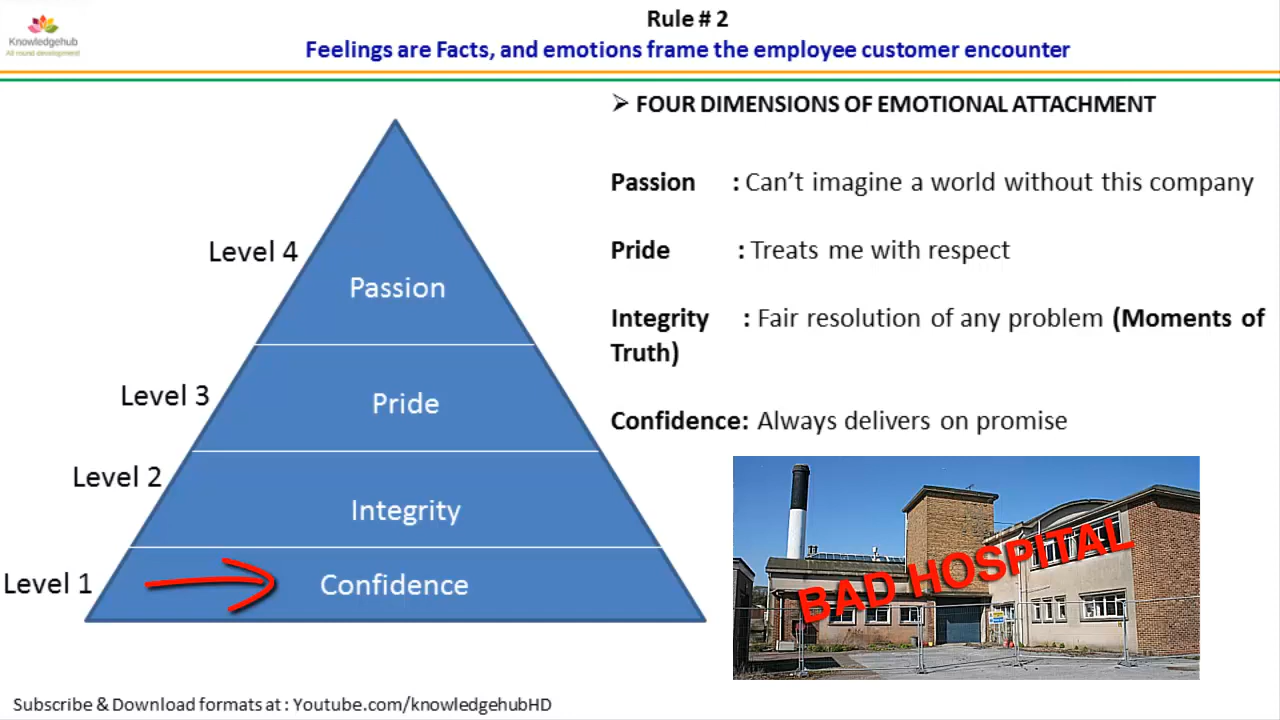 Knowledgehub
All round development!
Rule # 2
Feelings are Facts, and emotions frame the employee customer encounter
FOUR DIMENSIONS OF EMOTIONAL ATTACHMENT
Passion : Can’t imagine a world without this company
Pride : Treats me with respect
Integrity : Fair resolution of any problem (Moments of
Truth)
Confidence: Always delivers on promise
Level 4
Passion
Level 3
Pride
Level 2
Integrity
Level 1
Confidence
BAD HOSPITAL
Subscribe & Download formats at : Youtube.com/knowledgehubHD